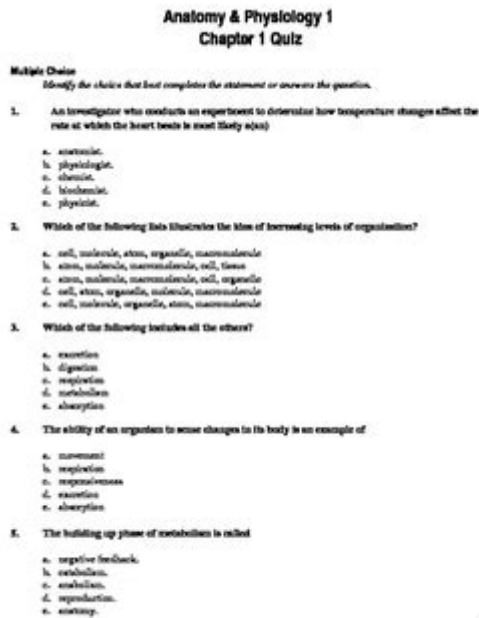 Anatomy & Physiology 1
Chapter 1 Quiz
Multiple Choice
Identify the choice that best completes the statement or answers the question.
1. An investigator who conducts an experiment to determine how temperature changes affect the
rate at which the heart beats is most likely a(an)
a. anatomist.
b. physiologist.
c. chemist.
d. biochemist.
e. physicist.
2. Which of the following lists illustrates the idea of increasing levels of organization?
a. cell, molecule, atom, organelle, macromolecule
b. atom, molecule, macromolecule, cell, tissue
c. atom, molecule, macromolecule, cell, organelle
d. cell, atom, organelle, molecule, macromolecule
e. cell, molecule, organelle, atom, macromolecule
3. Which of the following includes all the others?
a. excretion
b. digestion
c. respiration
d. metabolism
e. absorption
4. The ability of an organism to sense changes in its body is an example of
a. movement
b. respiration
c. responsiveness
d. excretion
e. absorption
5. The building up phase of metabolism is called
a. negative feedback.
b. catabolism.
c. anabolism.
d. reproduction.
e. anatomy.